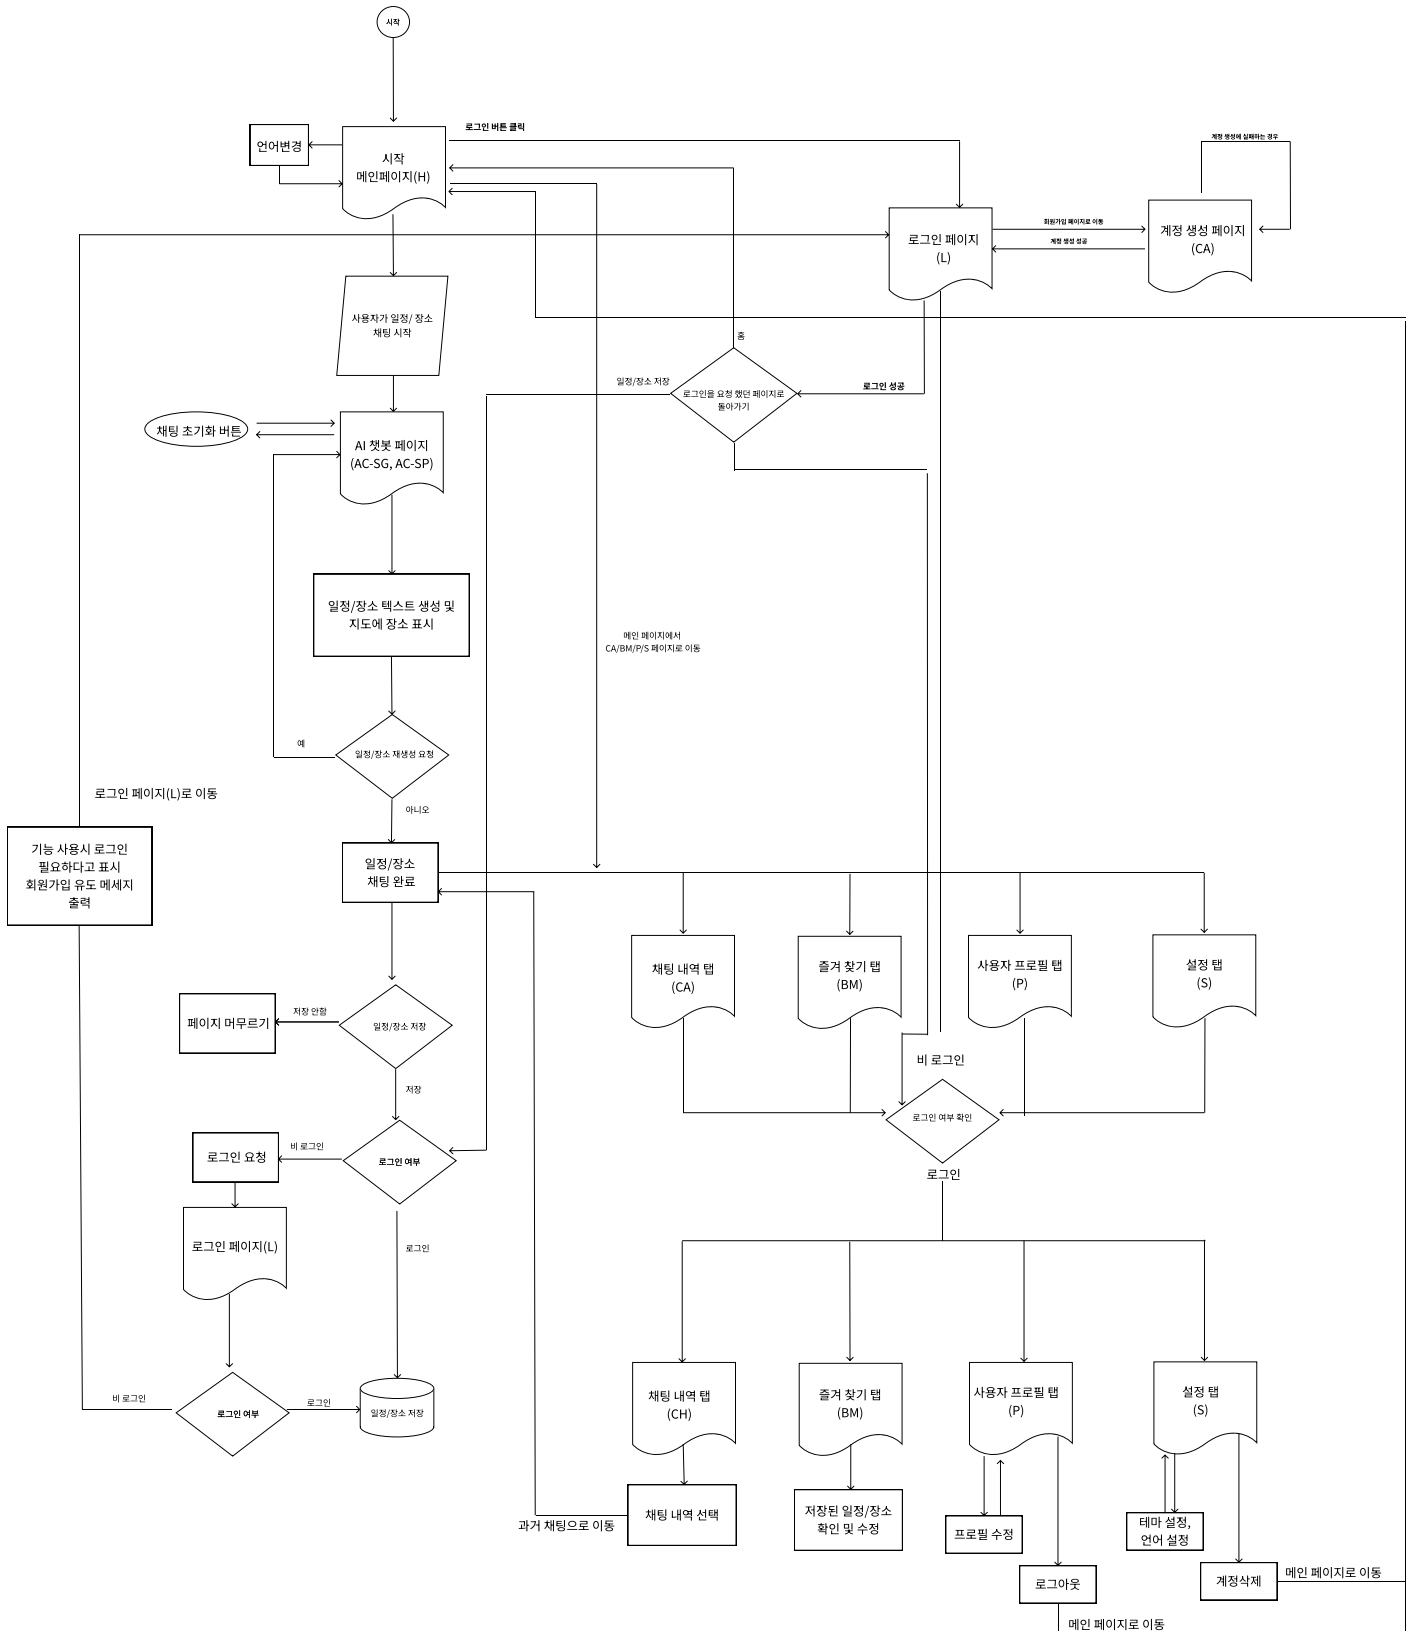 시작
로그인 버튼 클릭
계정 생성에 실패하는 경우
언어변경
시작
메인페이지(H)
회원가입 페이지로 이동
계정 생성 성공
로그인 페이지
(L)
계정 생성 페이지
(CA)
사용자가 일정/ 장소
채팅 시작
홈
일정/장소 저장
로그인 성공
로그인을 요청 했던 페이지로
돌아가기
채팅 초기화 버튼
AI 챗봇 페이지
(AC-SG, AC-SP)
일정/장소 텍스트 생성 및
지도에 장소 표시
메인 페이지에서
CA/BM/P/S 페이지로 이동
예
일정/장소 재생성 요청
로그인 페이지(L)로 이동
아니오
기능 사용시 로그인
필요하다고 표시
회원가입 유도 메세지
출력
일정/장소
채팅 완료
채팅 내역 탭
(CA)
즐겨 찾기 탭
(BM)
사용자 프로필 탭
(P)
설정 탭
(S)
저장 안함
페이지 머무르기
일정/장소 저장
저장
비 로그인
로그인 여부 확인
로그인
로그인 요청
비 로그인
로그인 여부
로그인 페이지(L)
로그인
비 로그인
로그인 여부
로그인
일정/장소 저장
채팅 내역 탭
(CH)
즐겨 찾기 탭
(BM)
사용자 프로필 탭
(P)
설정 탭
(S)
과거 채팅으로 이동
채팅 내역 선택
저장된 일정/장소
확인 및 수정
프로필 수정
테마 설정,
언어 설정
로그아웃
계정삭제
메인 페이지로 이동
메인 페이지로 이동